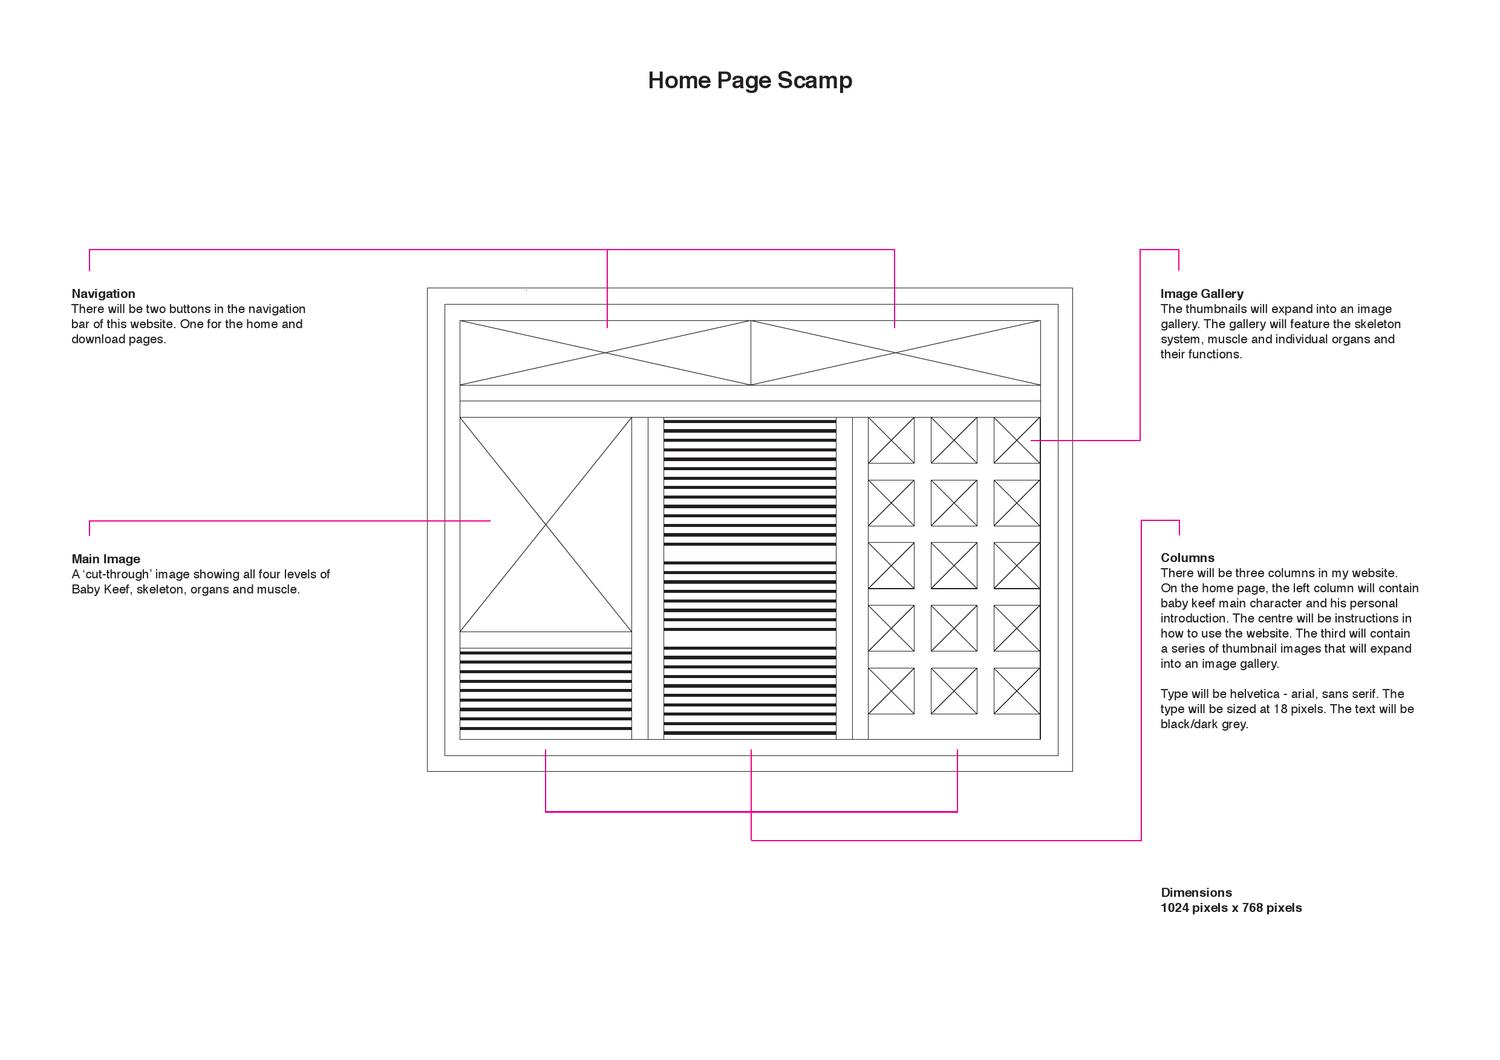 Home Page Scamp
Navigation
There will be two buttons in the navigation
bar of this website. One for the home and
download pages.
Main Image
A ‘cut-through’ image showing all four levels of
Baby Keef, skeleton, organs and muscle.
Image Gallery
The thumbnails will expand into an image
gallery. The gallery will feature the skeleton
system, muscle and individual organs and
their functions.
Columns
There will be three columns in my website.
On the home page, the left column will contain
baby keef main character and his personal
introduction. The centre will be instructions in
how to use the website. The third will contain
a series of thumbnail images that will expand
into an image gallery.
Type will be helvetica - arial, sans serif. The
type will be sized at 18 pixels. The text will be
black/dark grey.
Dimensions
1024 pixels x 768 pixels